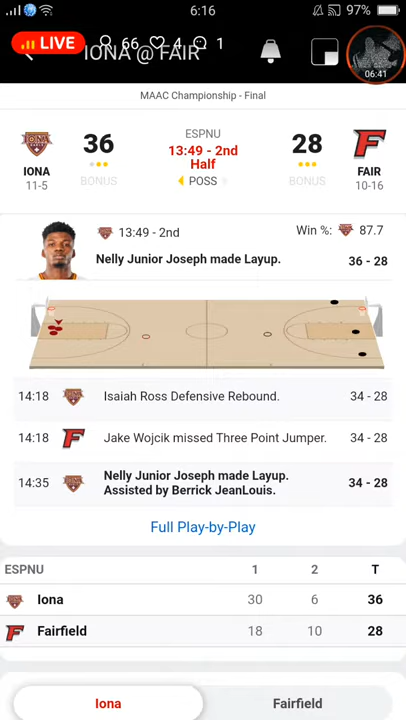 6:16
97%
LIVE 66 4 1
IONA @ FAIR
06:41
MAAC Championship - Final
IONA
11-5
36
BONUS
ESPNU
13:49 - 2nd
Half
POSS
28
BONUS
FAIR
10-16
13:49 - 2nd
Win %: 87.7
Nelly Junior Joseph made Layup. 36 - 28
14:18 Isaiah Ross Defensive Rebound. 34 - 28
14:18 Jake Wojcik missed Three Point Jumper. 34 - 28
14:35 Nelly Junior Joseph made Layup.
Assisted by Berrick JeanLouis. 34 - 28
Full Play-by-Play
ESPNU 1 2 T
Iona 30 6 36
Fairfield 18 10 28
Iona Fairfield